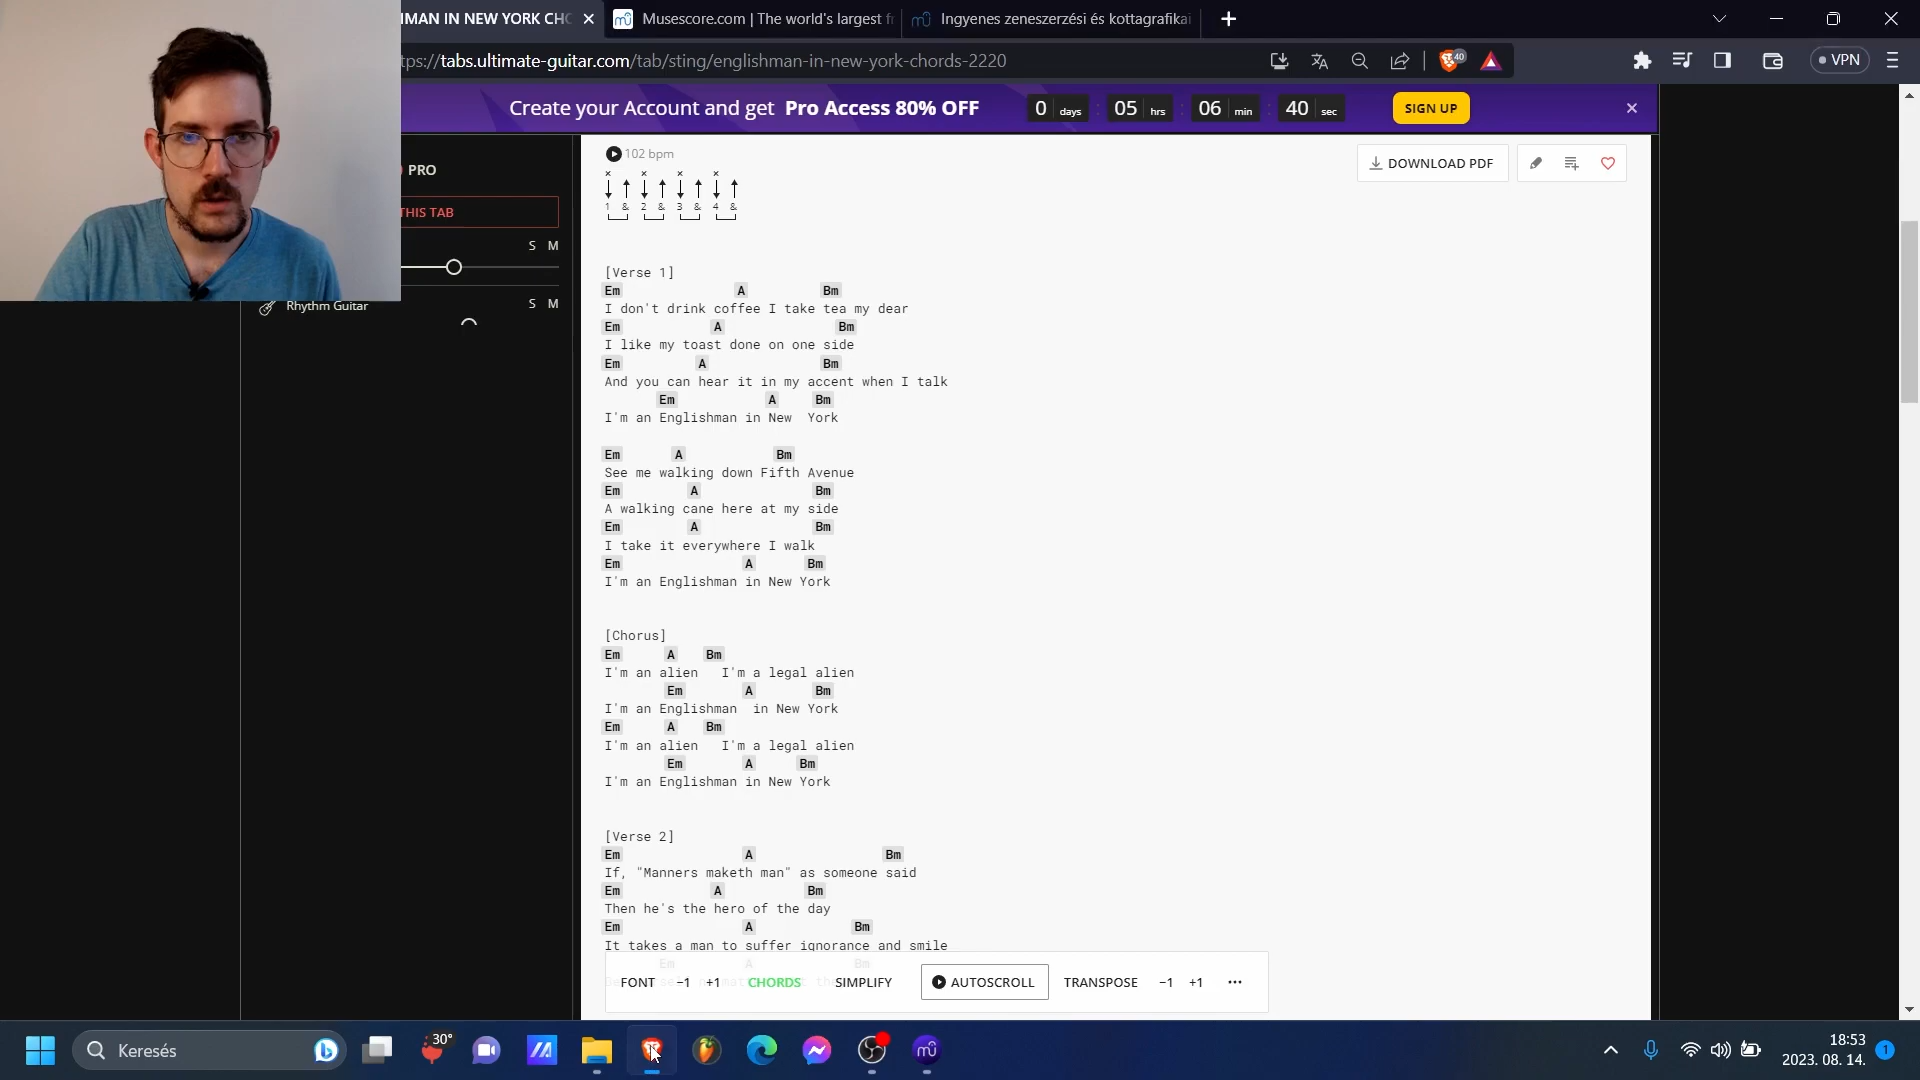 IMAN IN NEW YORK CHO
Musescore.com | The world's largest fr
Ingyenes zeneszerzési és kottagrafikai
tps://tabs.ultimate-guitar.com/tab/sting/englishman-in-new-york-chords-2220
40
VPN
Create your Account and get Pro Access 80% OFF
0 days : 05 hrs : 06 min : 40 sec
SIGN UP
PRO
THIS TAB
S M
Rhythm Guitar
S M
102 bpm
DOWNLOAD PDF
1 & 2 & 3 & 4 &
[Verse 1]
Em A Bm
I don't drink coffee I take tea my dear
Em A Bm
I like my toast done on one side
Em A Bm
And you can hear it in my accent when I talk
Em A Bm
I'm an Englishman in New York
Em A Bm
See me walking down Fifth Avenue
Em A Bm
A walking cane here at my side
Em A Bm
I take it everywhere I walk
Em A Bm
I'm an Englishman in New York
[Chorus]
Em A Bm
I'm an alien I'm a legal alien
Em A Bm
I'm an Englishman in New York
Em A Bm
I'm an alien I'm a legal alien
Em A Bm
I'm an Englishman in New York
[Verse 2]
Em A Bm
If, "Manners maketh man" as someone said
Em A Bm
Then he's the hero of the day
Em A Bm
It takes a man to suffer ignorance and smile
Em A Bm
FONT −1 +1 CHORDS SIMPLIFY AUTOSCROLL TRANSPOSE −1 +1
Keresés
30°
18:53
2023. 08. 14.
1